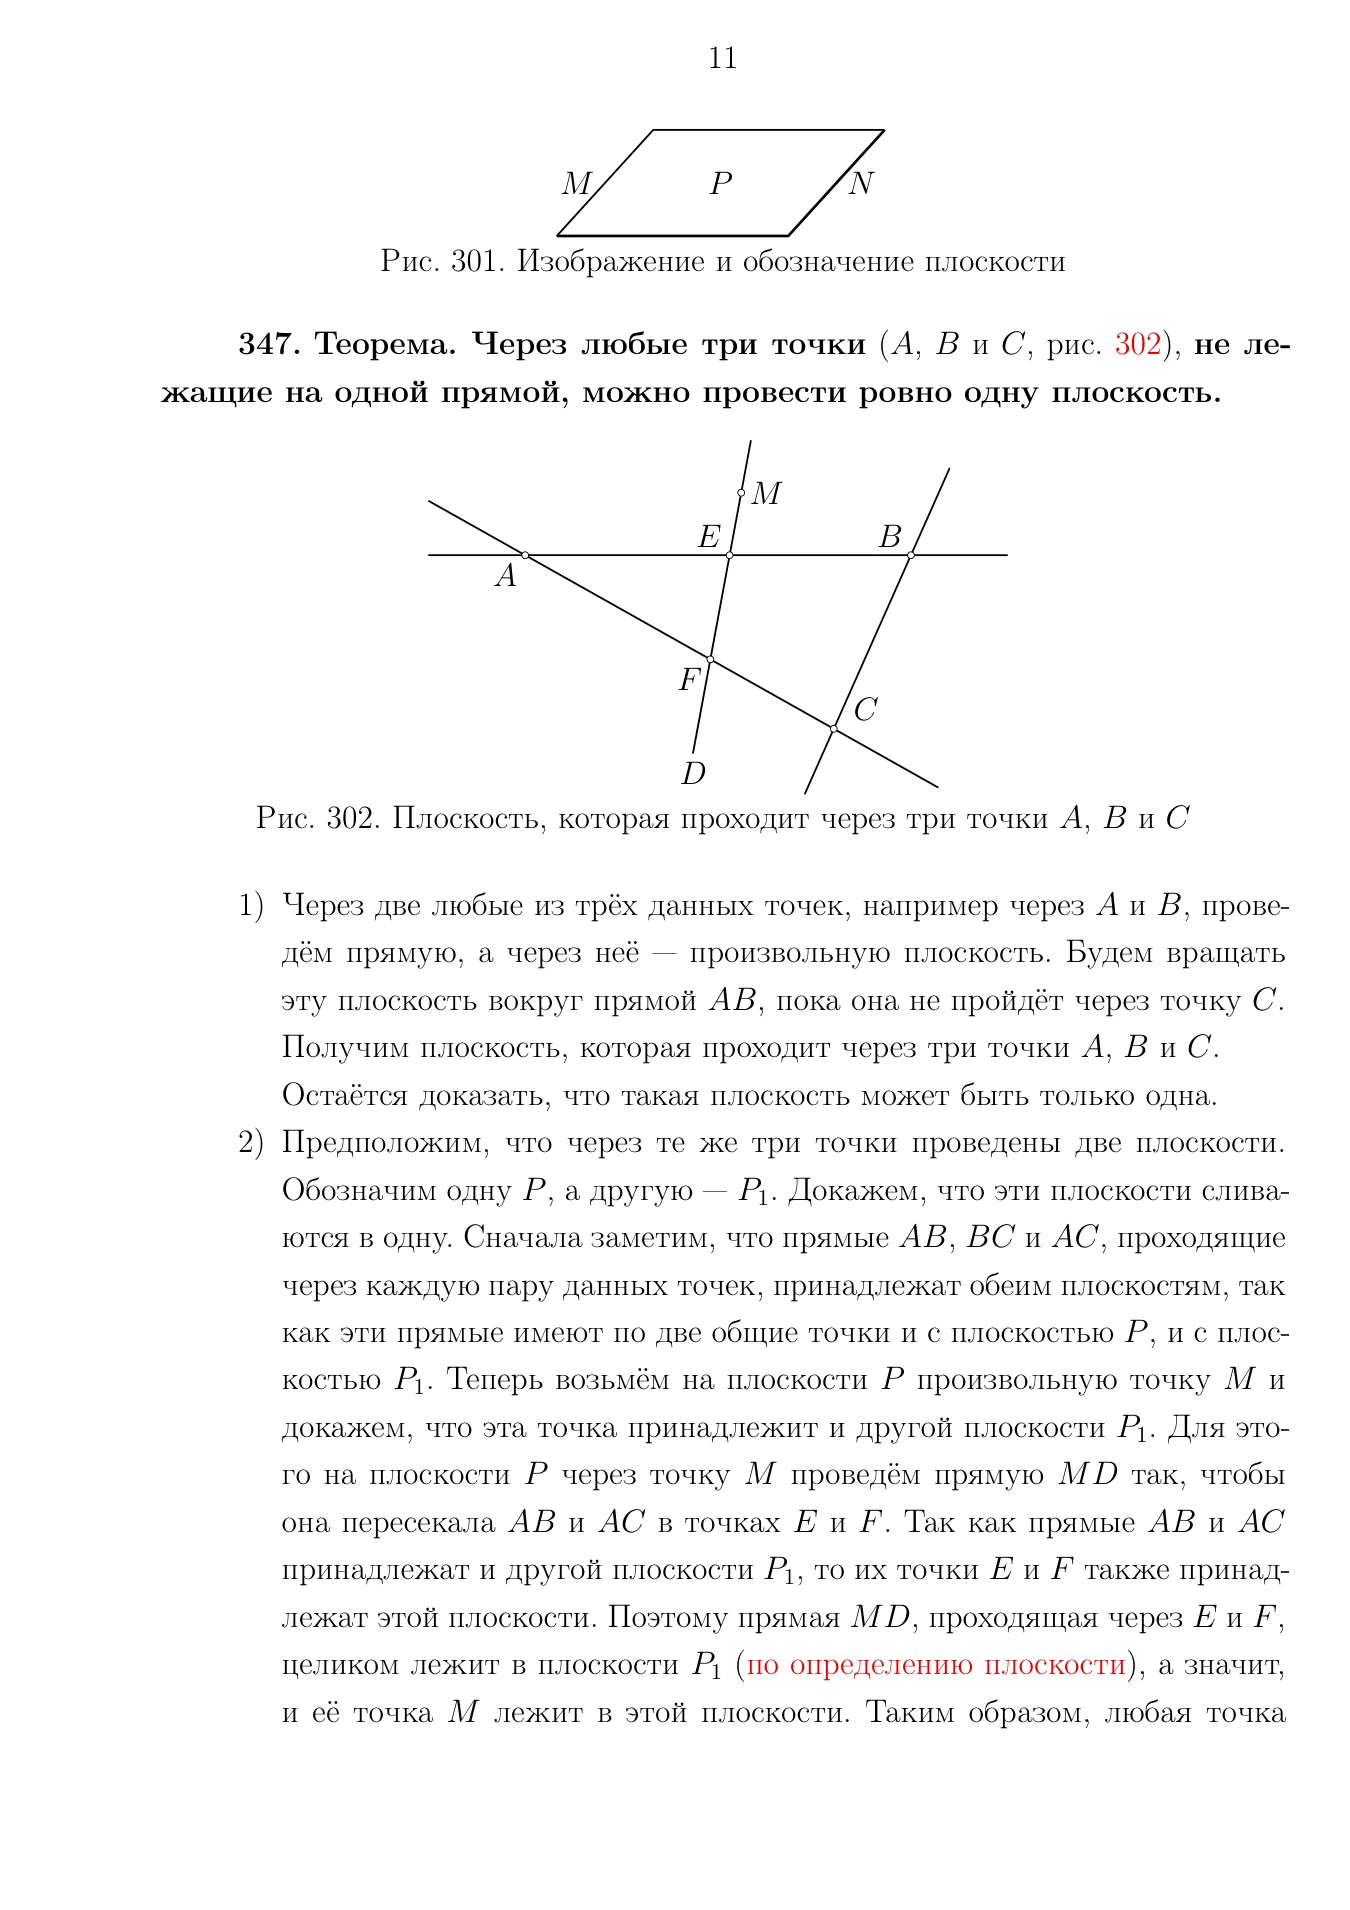 11
M P N
Рис. 301. Изображение и обозначение плоскости
347. Теорема. Через любые три точки (A, B и C, рис. 302), не ле-
жащие на одной прямой, можно провести ровно одну плоскость.
M
E B
A
F
C
D
Рис. 302. Плоскость, которая проходит через три точки A, B и C
1) Через две любые из трёх данных точек, например через A и B, прове-
дём прямую, а через неё — произвольную плоскость. Будем вращать
эту плоскость вокруг прямой AB, пока она не пройдёт через точку C.
Получим плоскость, которая проходит через три точки A, B и C.
Остаётся доказать, что такая плоскость может быть только одна.
2) Предположим, что через те же три точки проведены две плоскости.
Обозначим одну P, а другую — P₁. Докажем, что эти плоскости слива-
ются в одну. Сначала заметим, что прямые AB, BC и AC, проходящие
через каждую пару данных точек, принадлежат обеим плоскостям, так
как эти прямые имеют по две общие точки и с плоскостью P, и с плос-
костью P₁. Теперь возьмём на плоскости P произвольную точку M и
докажем, что эта точка принадлежит и другой плоскости P₁. Для это-
го на плоскости P через точку M проведём прямую MD так, чтобы
она пересекала AB и AC в точках E и F. Так как прямые AB и AC
принадлежат и другой плоскости P₁, то их точки E и F также принад-
лежат этой плоскости. Поэтому прямая MD, проходящая через E и F,
целиком лежит в плоскости P₁ (по определению плоскости), а значит,
и её точка M лежит в этой плоскости. Таким образом, любая точка